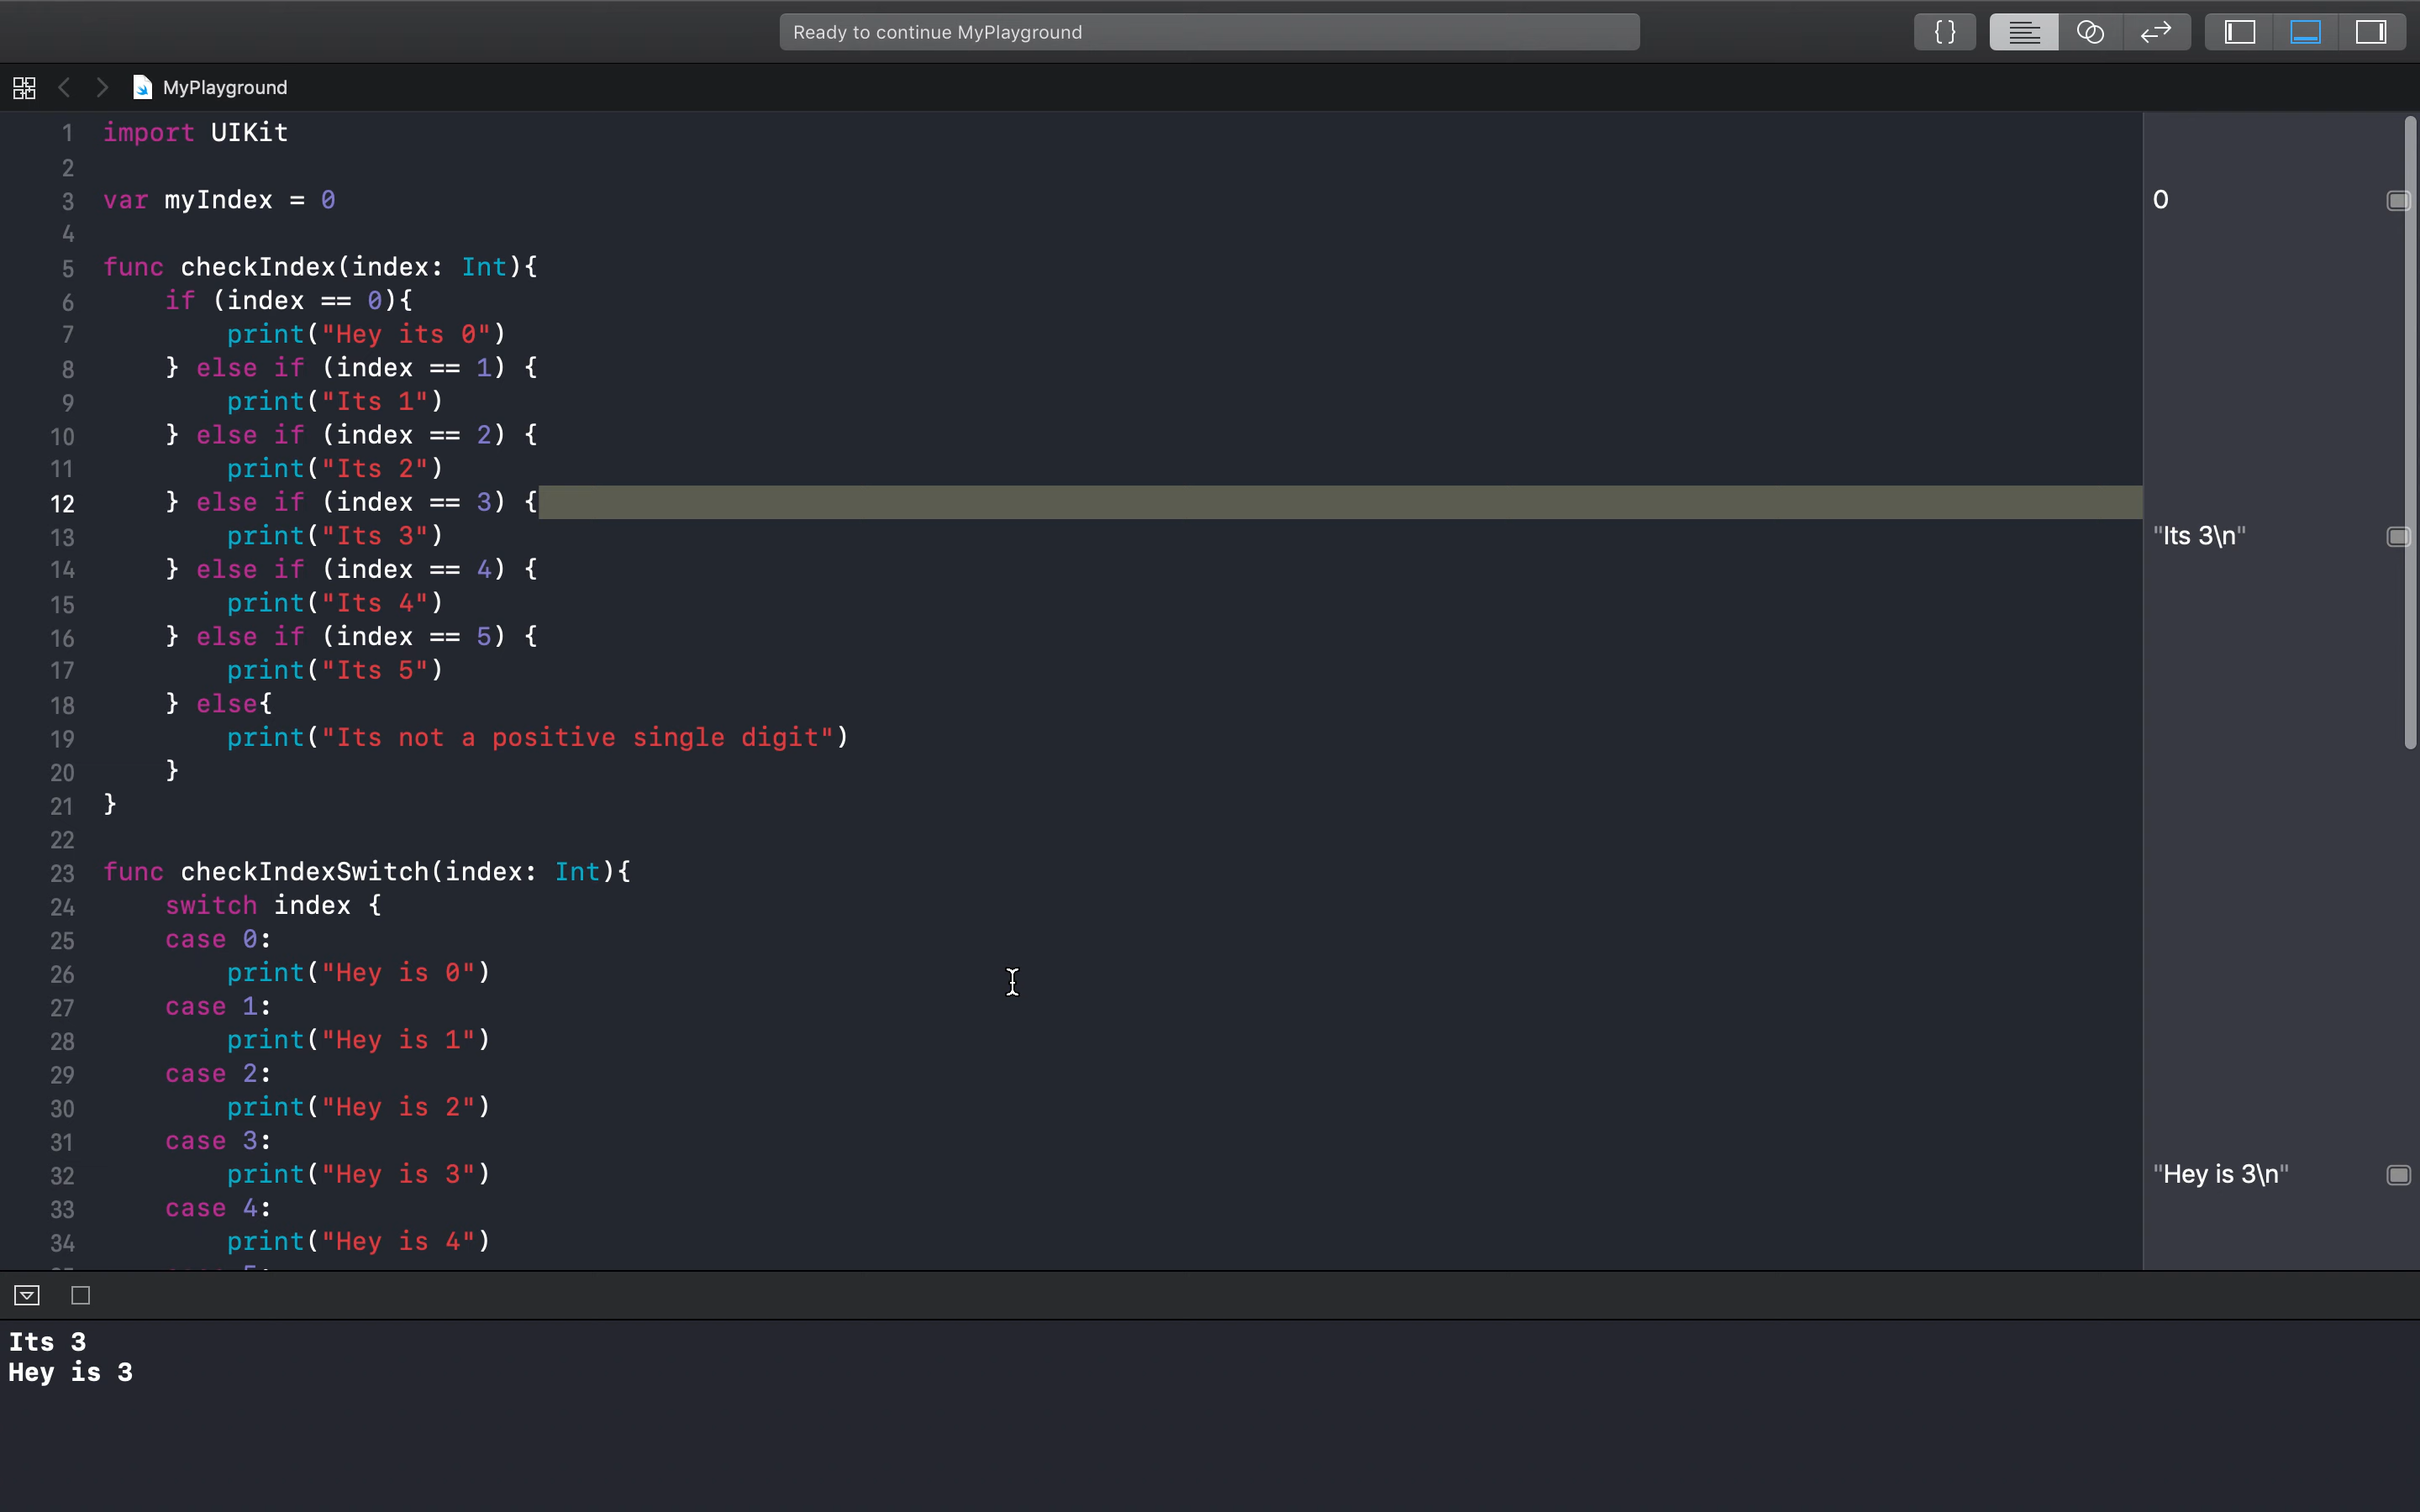 Ready to continue MyPlayground
{}
MyPlayground
1 import UIKit
2
3 var myIndex = 0
0
4
5 func checkIndex(index: Int){
6 if (index == 0){
7 print("Hey its 0")
8 } else if (index == 1) {
9 print("Its 1")
10 } else if (index == 2) {
11 print("Its 2")
12 } else if (index == 3) {
13 print("Its 3")
"Its 3\n"
14 } else if (index == 4) {
15 print("Its 4")
16 } else if (index == 5) {
17 print("Its 5")
18 } else{
19 print("Its not a positive single digit")
20 }
21 }
22
23 func checkIndexSwitch(index: Int){
24 switch index {
25 case 0:
26 print("Hey is 0")
27 case 1:
28 print("Hey is 1")
29 case 2:
30 print("Hey is 2")
31 case 3:
32 print("Hey is 3")
"Hey is 3\n"
33 case 4:
34 print("Hey is 4")
Its 3
Hey is 3